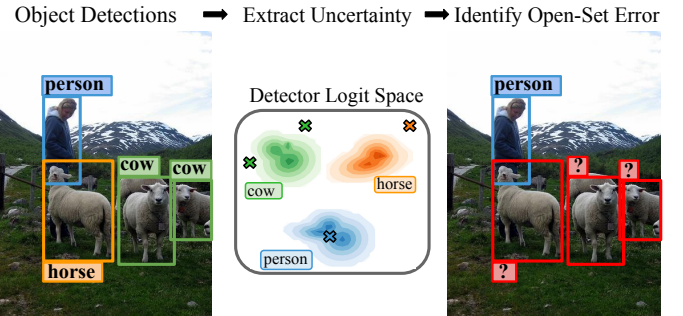 Object Detections
Extract Uncertainty
Identify Open-Set Error
person
cow
cow
horse
Detector Logit Space
cow
horse
person
person
?
?
?